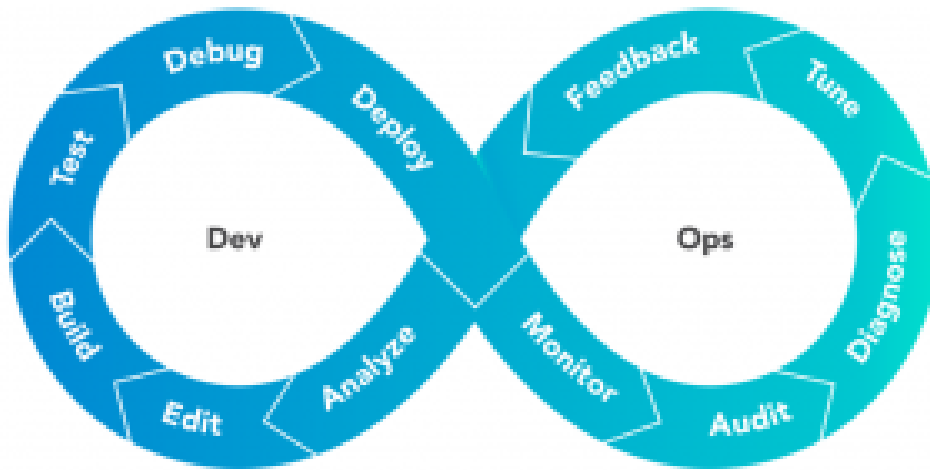 Debug
Deploy
Feedback
Tune
Test
Dev
Ops
Build
Diagnose
Analyze
Monitor
Edit
Audit